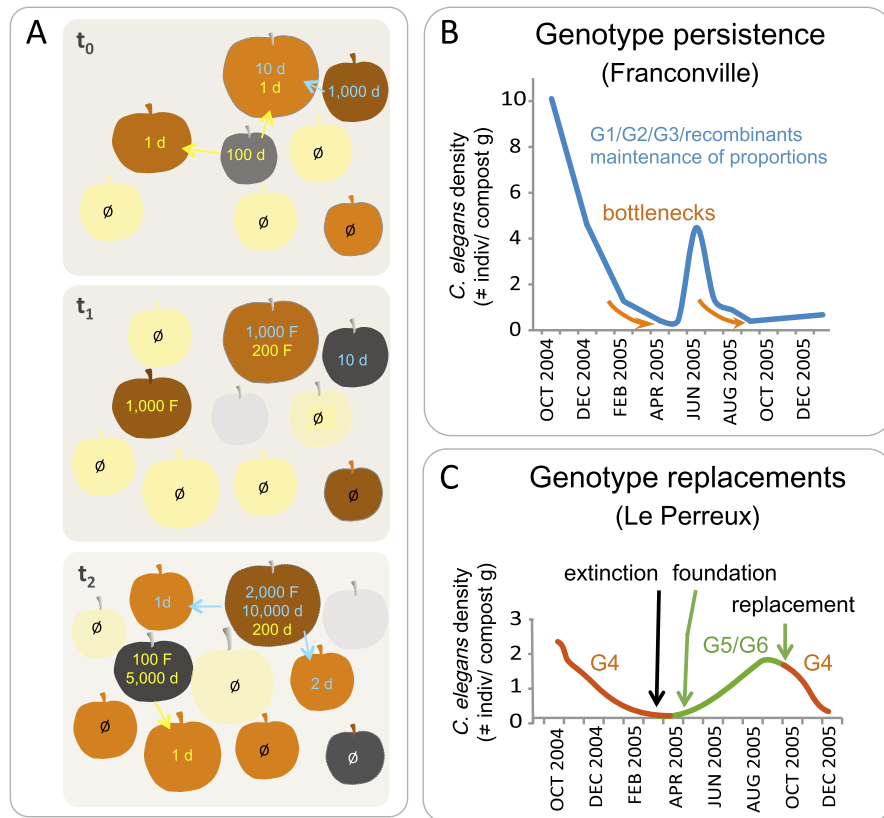 A
t0
10 d
1 d
1,000 d
1 d
100 d
Ø
Ø
Ø
Ø
t1
Ø
1,000 F
200 F
10 d
1,000 F
Ø
Ø
Ø
Ø
Ø
t2
1d
2,000 F
10,000 d
200 d
Ø
100 F
5,000 d
Ø
2 d
Ø
1 d
Ø
Ø
B
Genotype persistence
(Franconville)
C. elegans density
(# indiv/ compost g)
10
8
6
4
2
0
G1/G2/G3/recombinants
maintenance of proportions
bottlenecks
OCT 2004
DEC 2004
FEB 2005
APR 2005
JUN 2005
AUG 2005
OCT 2005
DEC 2005
C
Genotype replacements
(Le Perreux)
extinction
foundation
replacement
C. elegans density
(# indiv/ compost g)
3
2
1
0
G4
G5/G6
G4
OCT 2004
DEC 2004
FEB 2005
APR 2005
JUN 2005
AUG 2005
OCT 2005
DEC 2005